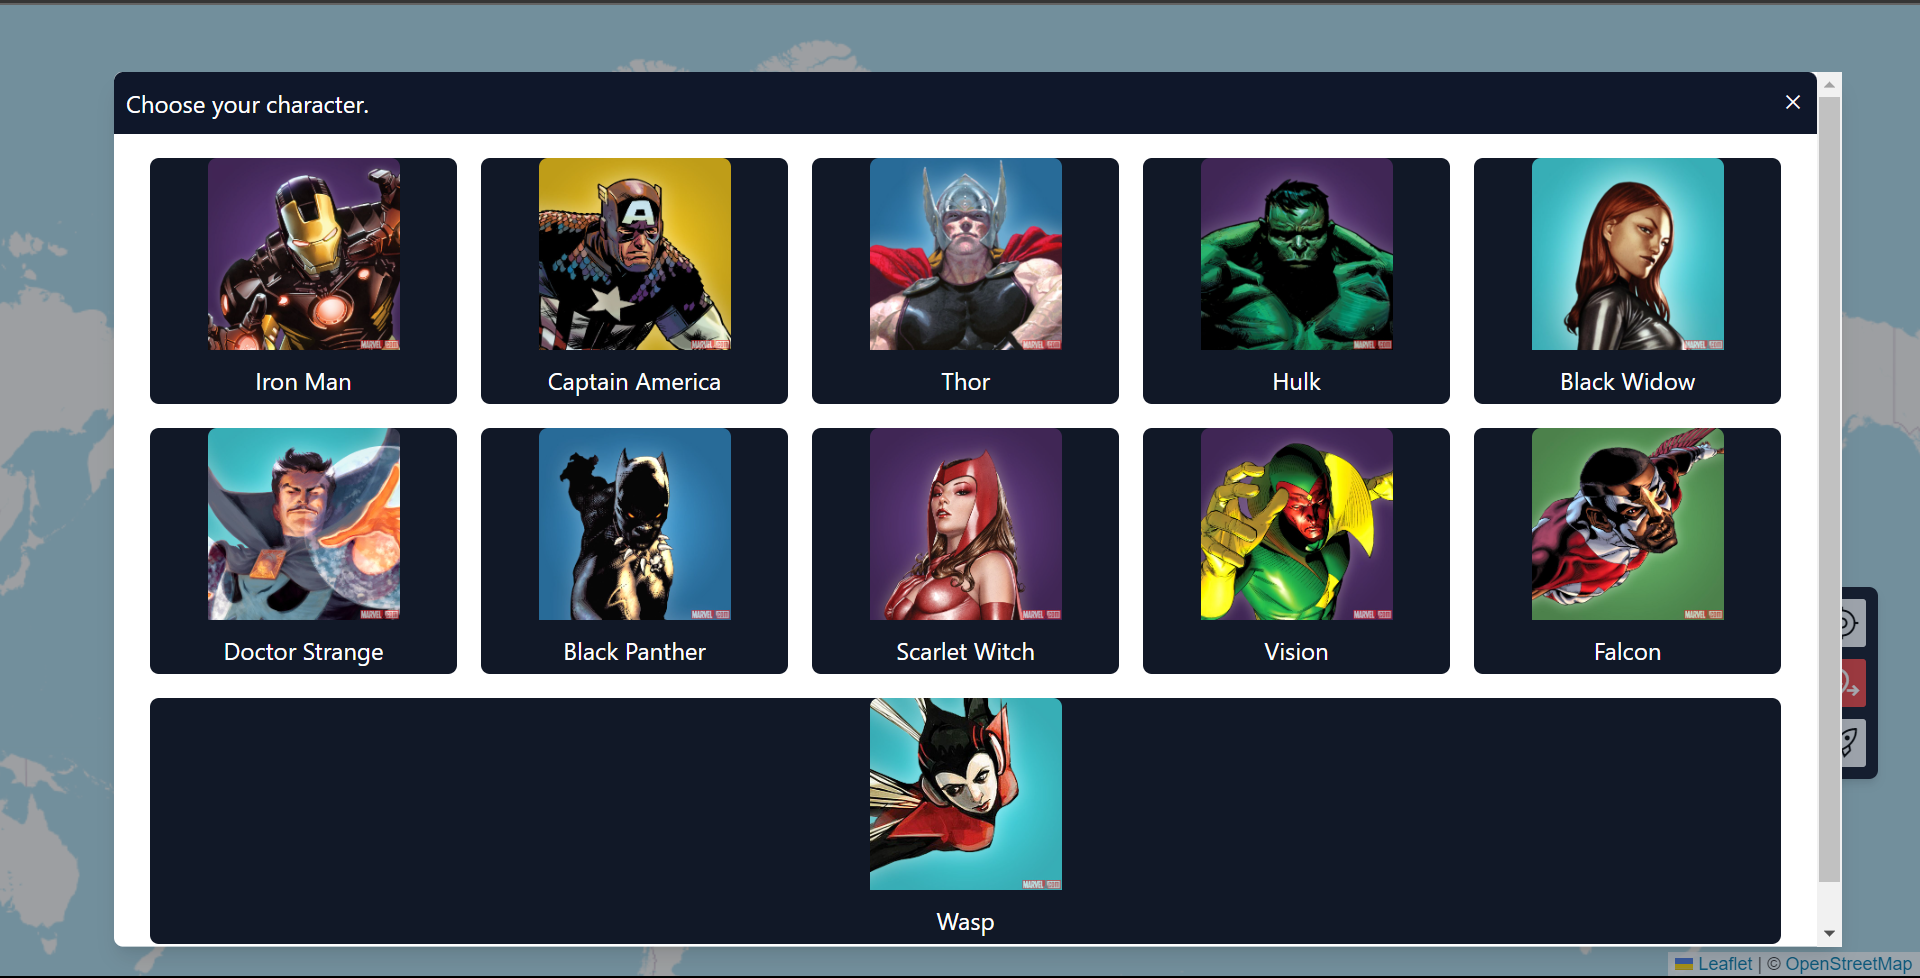 Choose your character.
Iron Man
Captain America
Thor
Hulk
Black Widow
Doctor Strange
Black Panther
Scarlet Witch
Vision
Falcon
Wasp
Leaflet | © OpenStreetMap